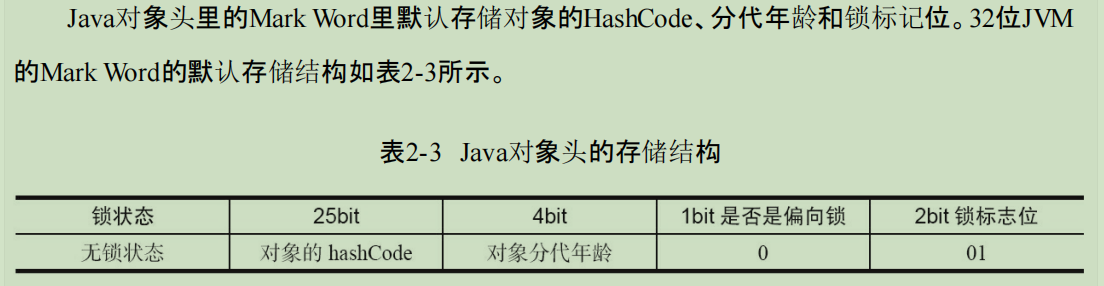 Java对象头里的Mark Word里默认存储对象的HashCode、分代年龄和锁标记位。32位JVM
的Mark Word的默认存储结构如表2-3所示。
表2-3 Java对象头的存储结构
锁状态 25bit 4bit 1bit 是否是偏向锁 2bit 锁标志位
无锁状态 对象的 hashCode 对象分代年龄 0 01